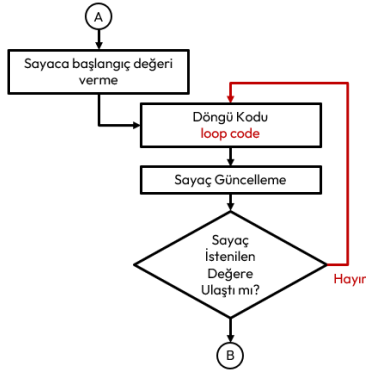 A
Sayaca başlangıç değeri
verme
Döngü Kodu
loop code
Sayaç Güncelleme
Sayaç
İstenilen
Değere
Ulaştı mı?
Hayır
B